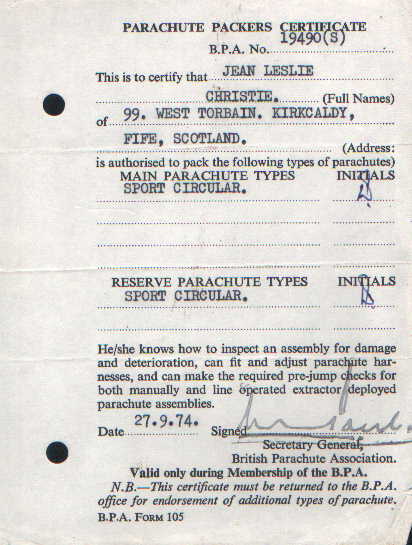 PARACHUTE PACKERS CERTIFICATE
B.P.A. No. 19490(S)
This is to certify that JEAN LESLIE
CHRISTIE. (Full Names)
of 99. WEST TORBAIN. KIRKCALDY,
FIFE, SCOTLAND. (Address:
is authorised to pack the following types of parachutes)
MAIN PARACHUTE TYPES INITIALS
SPORT CIRCULAR.
RESERVE PARACHUTE TYPES INITIALS
SPORT CIRCULAR.
He/she knows how to inspect an assembly for damage
and deterioration, can fit and adjust parachute har-
nesses, and can make the required pre-jump checks for
both manually and line operated extractor deployed
parachute assemblies.
Date 27.9.74. Signed
Secretary General,
British Parachute Association.
Valid only during Membership of the B.P.A.
N.B.—This certificate must be returned to the B.P.A.
office for endorsement of additional types of parachute.
B.P.A. FORM 105